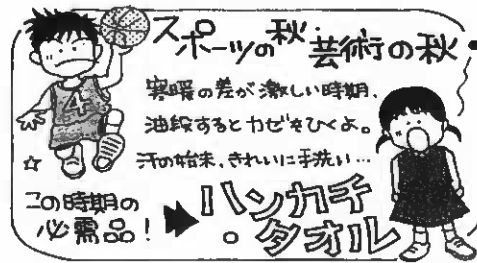 スポーツの秋・芸術の秋・
寒暖の差が激しい時期、
油段するとカゼをひくよ。
汗の始末、きれいに手洗い…
この時期の
必需品!
ハンカチ
・タオル
4